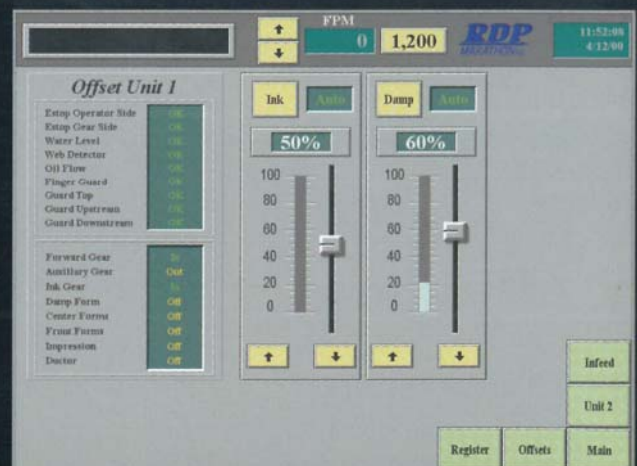 FPM
0
1,200
RDP
MARATHON
11:52:08
4/12/00
Offset Unit 1
Estop Operator Side OK
Estop Gear Side OK
Water Level OK
Web Detector OK
Oil Flow OK
Finger Guard OK
Guard Top OK
Guard Upstream OK
Guard Downstream OK
Forward Gear In
Auxiliary Gear Out
Ink Gear In
Damp Form Off
Center Forms Off
Front Forms Off
Impression Off
Ductor Off
Ink Auto
50%
100
80
60
40
20
0
Damp Auto
60%
100
80
60
40
20
0
Infeed
Unit 2
Register Offsets Main